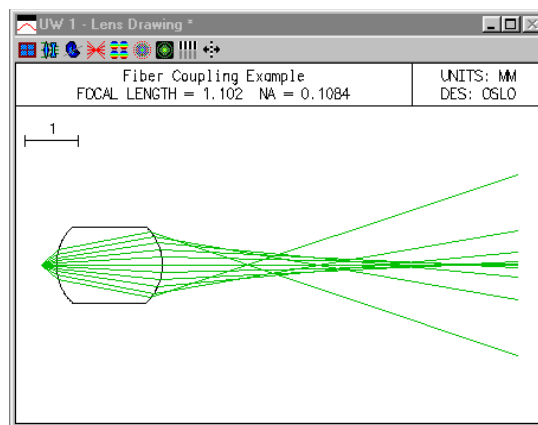 UW 1 - Lens Drawing *
Fiber Coupling Example
FOCAL LENGTH = 1.102 NA = 0.1084
UNITS: MM
DES: OSLO
1